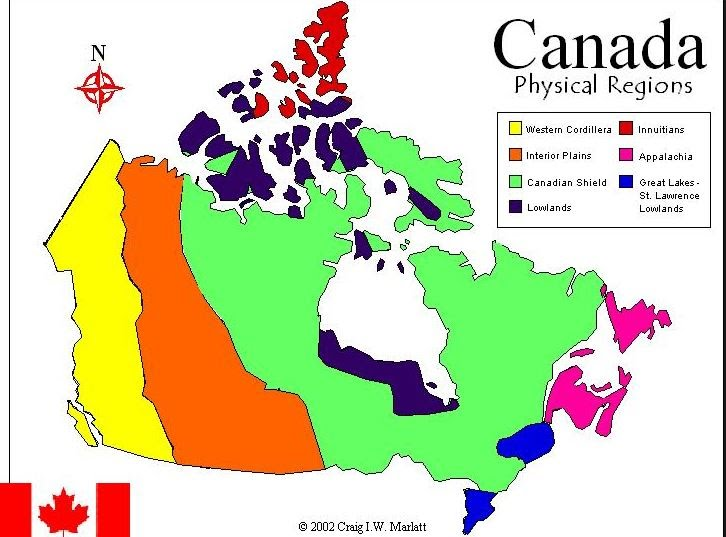 Canada
Physical Regions
N
Western Cordillera
Innuitians
Interior Plains
Appalachia
Canadian Shield
Great Lakes -
St. Lawrence
Lowlands
Lowlands
© 2002 Craig I.W. Marlatt